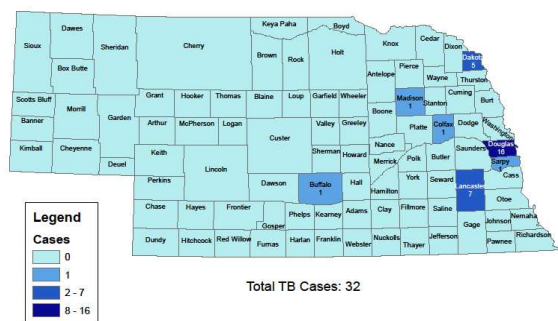 Keya Paha
Boyd
Dawes
Sioux
Sheridan
Cherry
Knox
Cedar
Dixon
Dakota
5
Box Butte
Brown
Rock
Holt
Antelope
Pierce
Wayne
Thurston
Scotts Bluff
Morrill
Garden
Grant
Hooker
Thomas
Blaine
Loup
Garfield
Wheeler
Madison
1
Stanton
Cuming
Burt
Banner
Arthur
McPherson
Logan
Valley
Greeley
Boone
Platte
Colfax
1
Dodge
Washington
Kimball
Cheyenne
Deuel
Keith
Lincoln
Custer
Sherman
Howard
Nance
Merrick
Polk
Butler
Saunders
Douglas
16
Sarpy
1
Perkins
Dawson
Buffalo
1
Hall
Hamilton
York
Seward
Lancaster
7
Cass
Otoe
Chase
Hayes
Frontier
Gosper
Phelps
Kearney
Adams
Clay
Fillmore
Saline
Gage
Johnson
Nemaha
Dundy
Hitchcock
Red Willow
Furnas
Harlan
Franklin
Webster
Nuckolls
Thayer
Jefferson
Pawnee
Richardson
Legend
Cases
0
1
2 - 7
8 - 16
Total TB Cases: 32